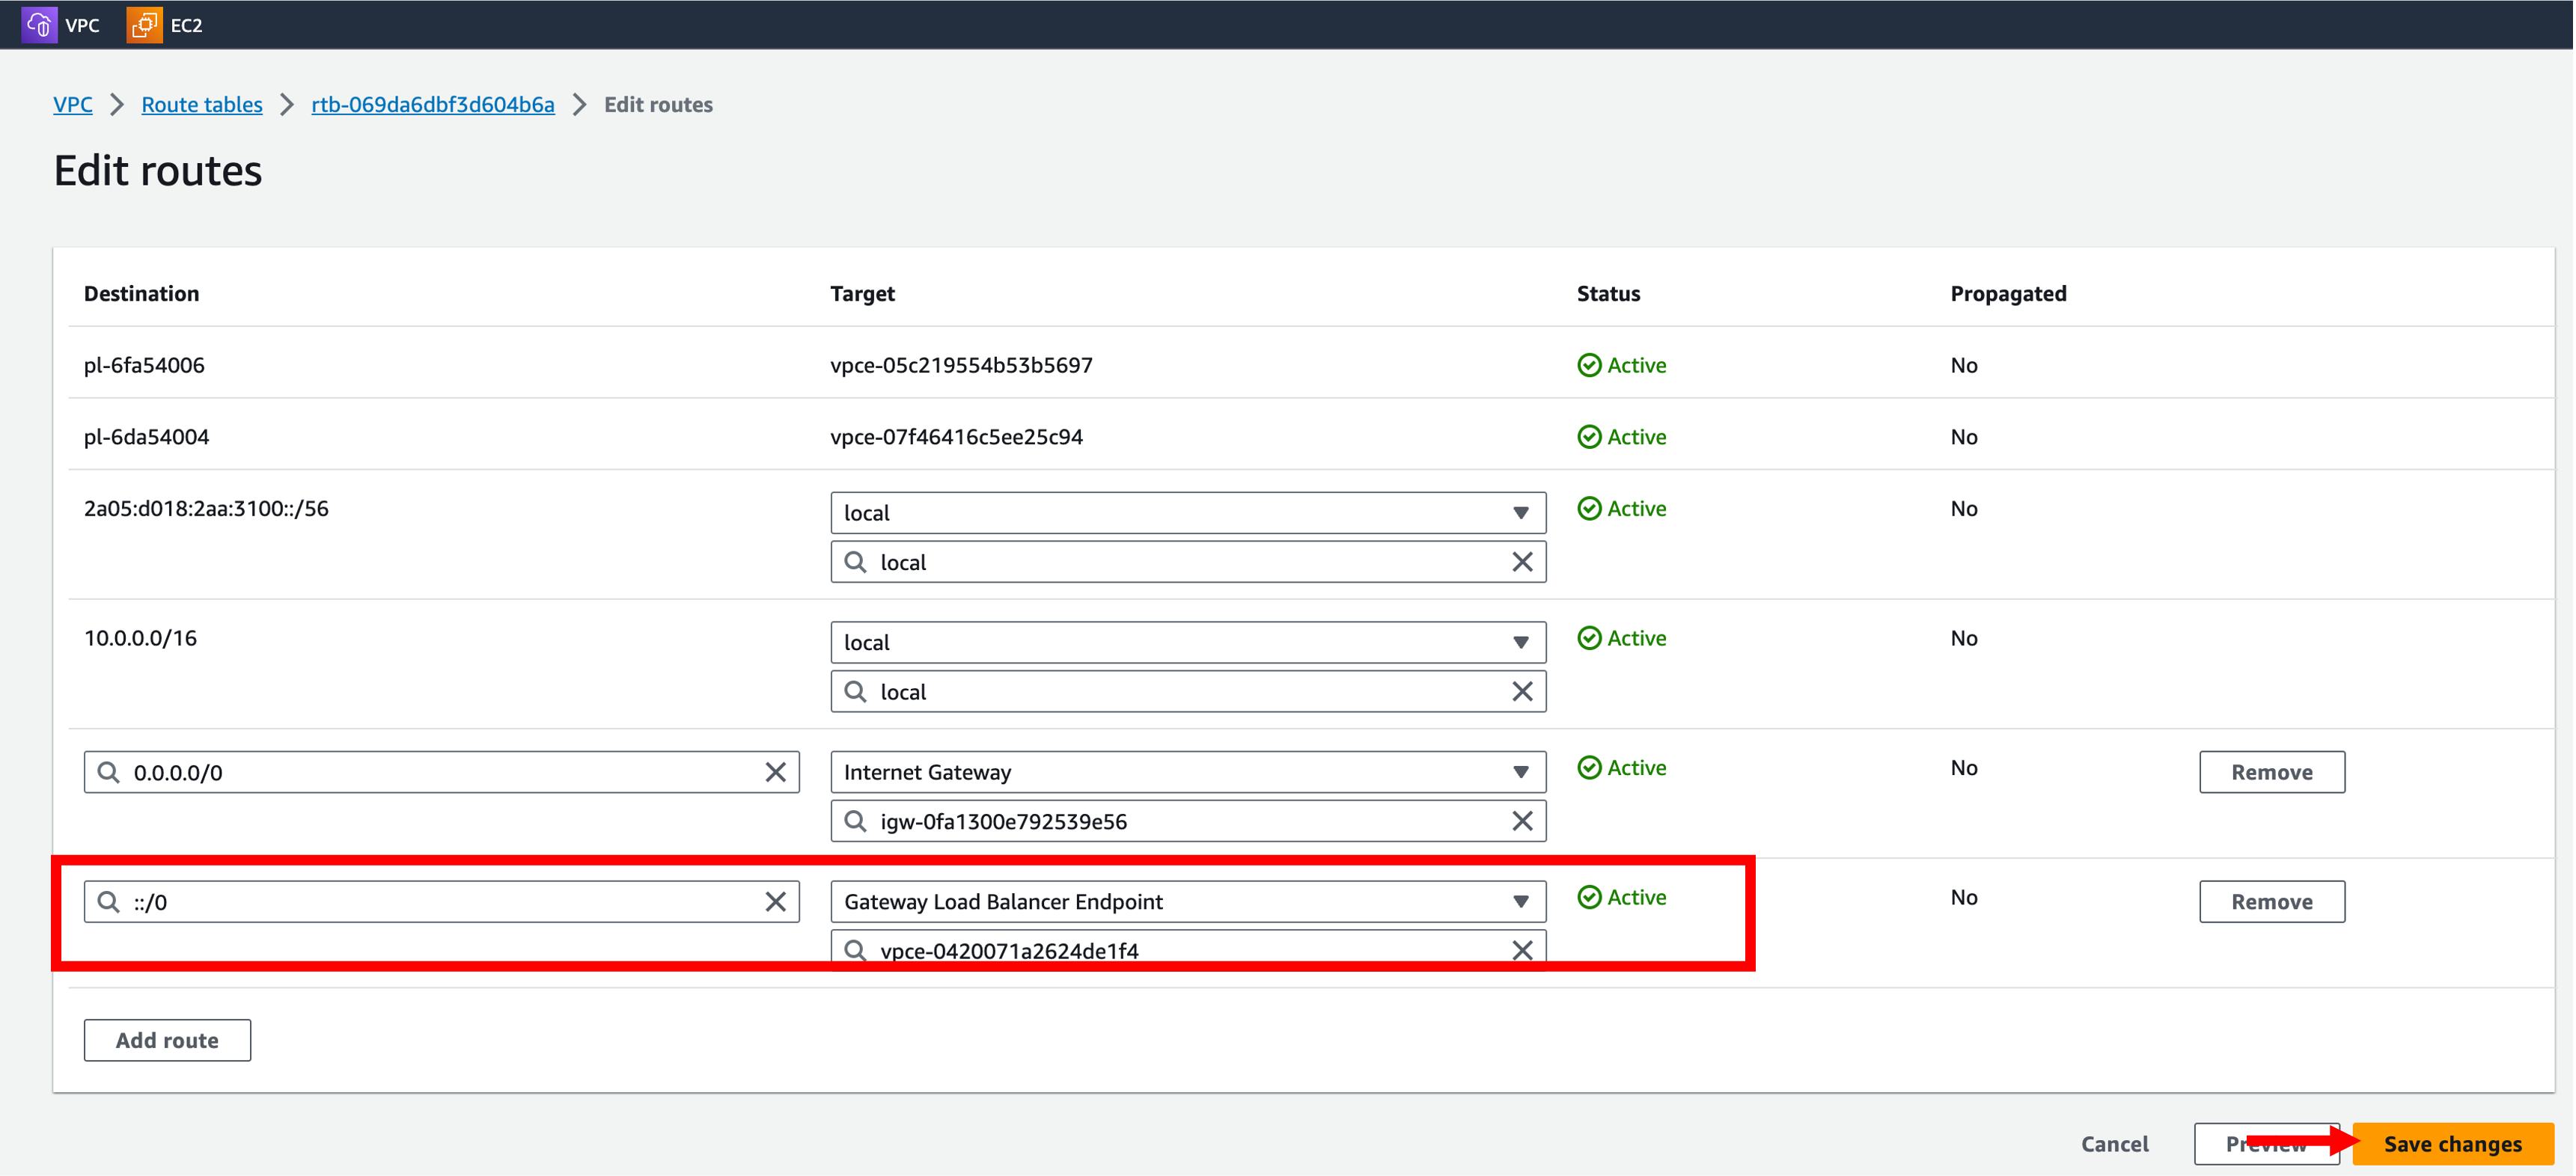 VPC EC2
VPC Route tables rtb-069da6dbf3d604b6a Edit routes
Edit routes
Destination Target Status Propagated
pl-6fa54006 vpce-05c219554b53b5697 Active No
pl-6da54004 vpce-07f46416c5ee25c94 Active No
2a05:d018:2aa:3100::/56 local Active No
local
10.0.0.0/16 local Active No
local
0.0.0.0/0 Internet Gateway Active No Remove
igw-0fa1300e792539e56
::/0 Gateway Load Balancer Endpoint Active No Remove
vpce-0420071a2624de1f4
Add route
Cancel Preview Save changes